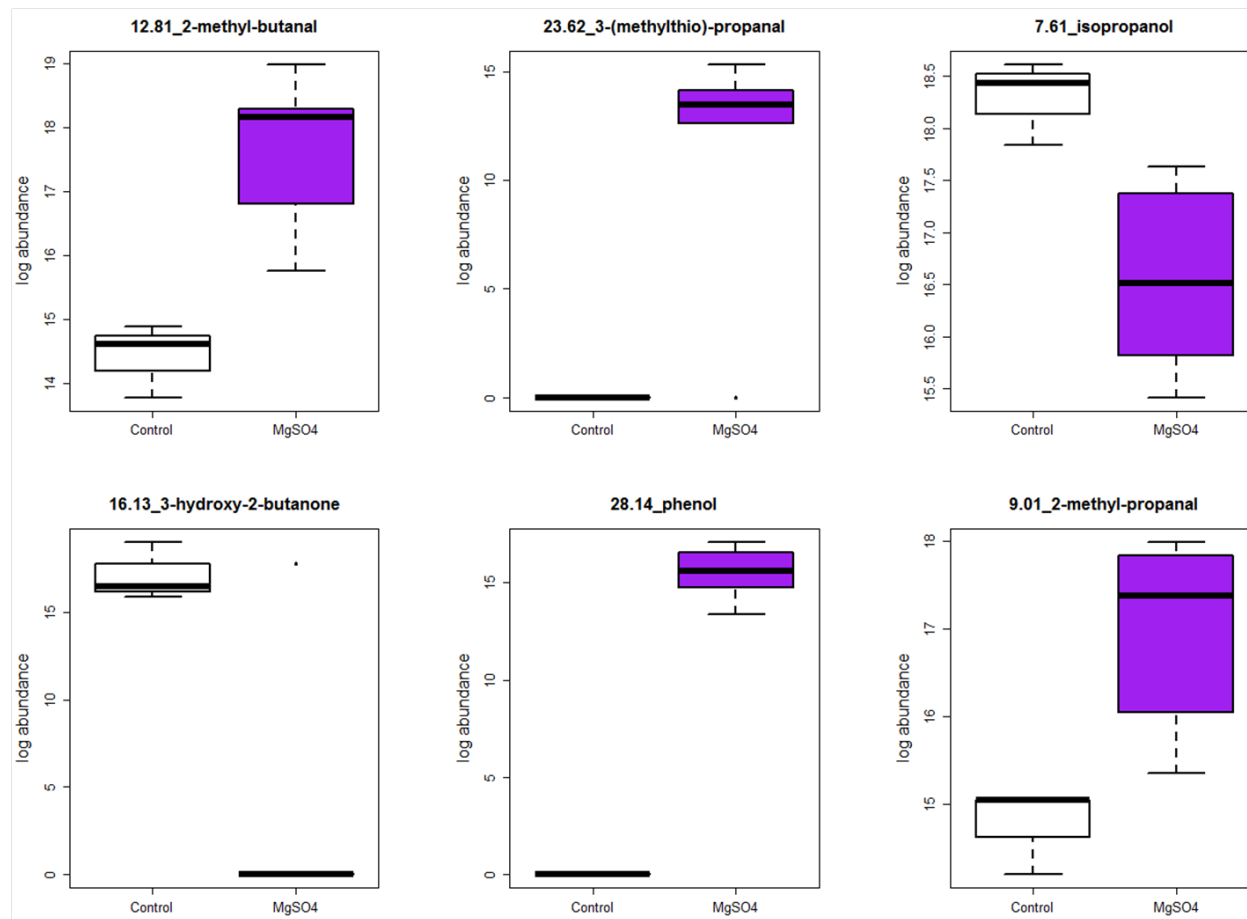 12.81_2-methyl-butanal
log abundance
19
18
17
16
15
14
Control
MgSO4
23.62_3-(methylthio)-propanal
log abundance
15
10
5
0
Control
MgSO4
7.61_isopropanol
log abundance
18.5
18.0
17.5
17.0
16.5
16.0
15.5
Control
MgSO4
16.13_3-hydroxy-2-butanone
log abundance
15
10
5
0
Control
MgSO4
28.14_phenol
log abundance
15
10
5
0
Control
MgSO4
9.01_2-methyl-propanal
log abundance
18
17
16
15
Control
MgSO4